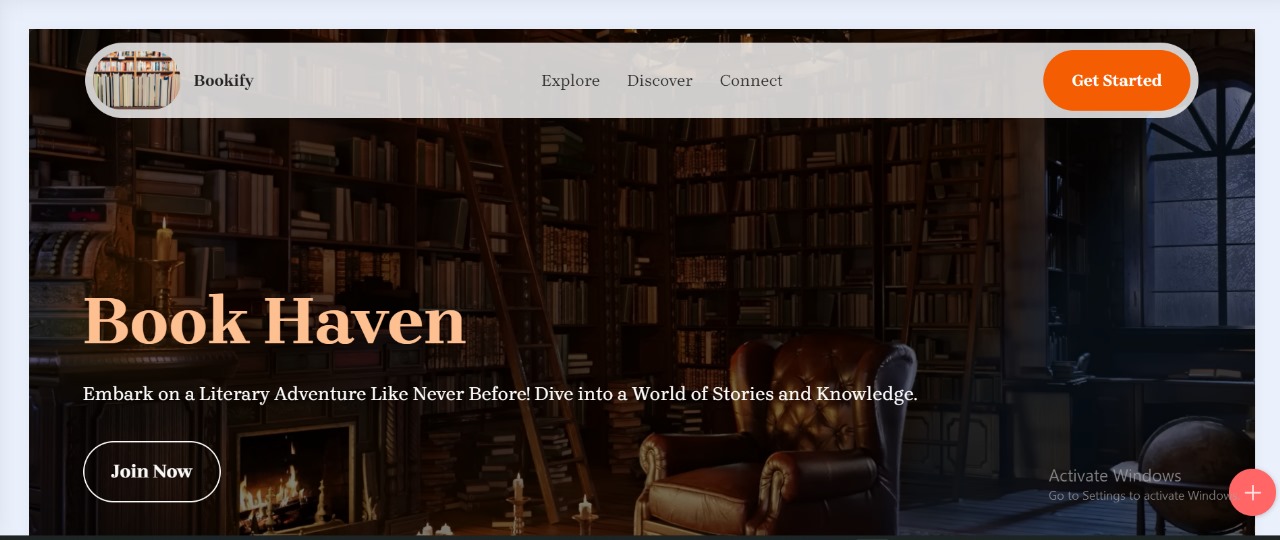 Bookify
Explore Discover Connect
Get Started
Book Haven
Embark on a Literary Adventure Like Never Before! Dive into a World of Stories and Knowledge.
Join Now
Activate Windows
Go to Settings to activate Windows.